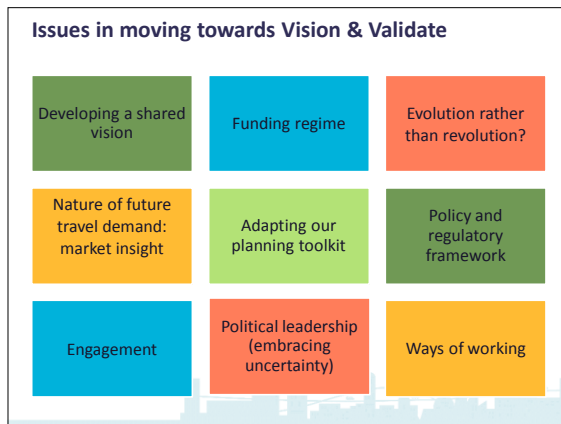 Issues in moving towards Vision & Validate
Developing a shared
vision
Funding regime
Evolution rather
than revolution?
Nature of future
travel demand:
market insight
Adapting our
planning toolkit
Policy and
regulatory
framework
Engagement
Political leadership
(embracing
uncertainty)
Ways of working